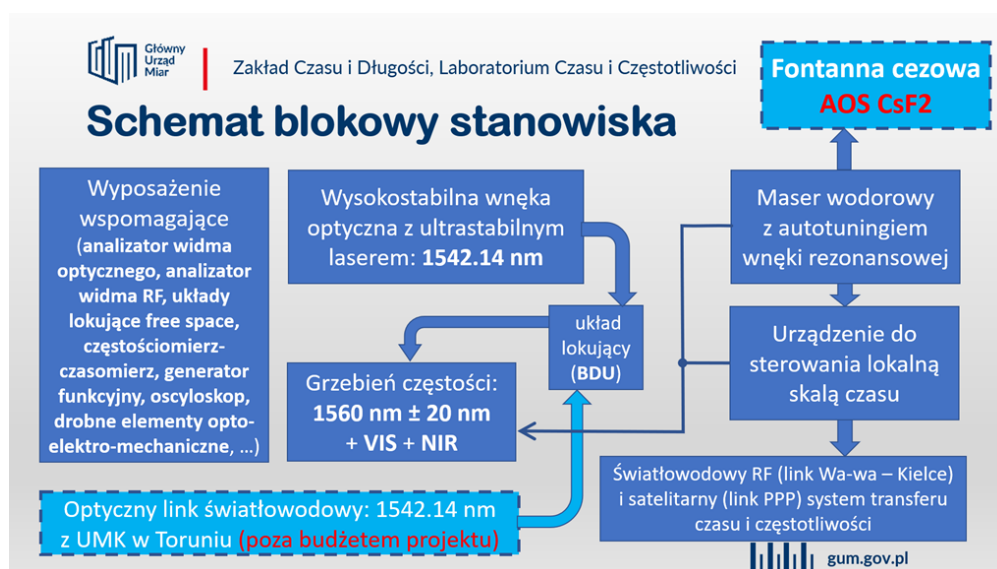 Główny
Urząd
Miar
Zakład Czasu i Długości, Laboratorium Czasu i Częstotliwości
Schemat blokowy stanowiska
Fontanna cezowa
AOS CsF2
Wyposażenie
wspomagające
(analizator widma
optycznego, analizator
widma RF, układy
lokujące free space,
częstościomierz-
czasomierz, generator
funkcyjny, oscyloskop,
drobne elementy opto-
elektro-mechaniczne, ...)
Wysokostabilna wnęka
optyczna z ultrastabilnym
laserem: 1542.14 nm
układ
lokujący
(BDU)
Grzebień częstości:
1560 nm ± 20 nm
+ VIS + NIR
Maser wodorowy
z autotuningiem
wnęki rezonansowej
Urządzenie do
sterowania lokalną
skalą czasu
Światłowodowy RF (link Wa-wa – Kielce)
i satelitarny (link PPP) system transferu
czasu i częstotliwości
Optyczny link światłowodowy: 1542.14 nm
z UMK w Toruniu (poza budżetem projektu)
gum.gov.pl